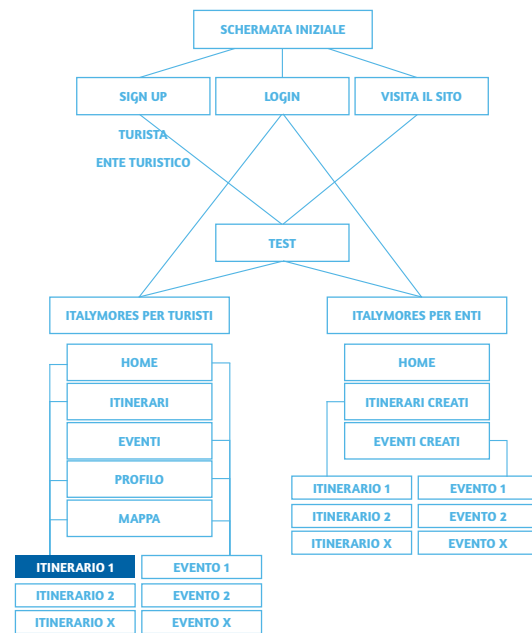 SCHERMATA INIZIALE
SIGN UP
LOGIN
VISITA IL SITO
TURISTA
ENTE TURISTICO
TEST
ITALYMORES PER TURISTI
ITALYMORES PER ENTI
HOME
ITINERARI
EVENTI
PROFILO
MAPPA
ITINERARIO 1
EVENTO 1
ITINERARIO 2
EVENTO 2
ITINERARIO X
EVENTO X
HOME
ITINERARI CREATI
EVENTI CREATI
ITINERARIO 1
EVENTO 1
ITINERARIO 2
EVENTO 2
ITINERARIO X
EVENTO X